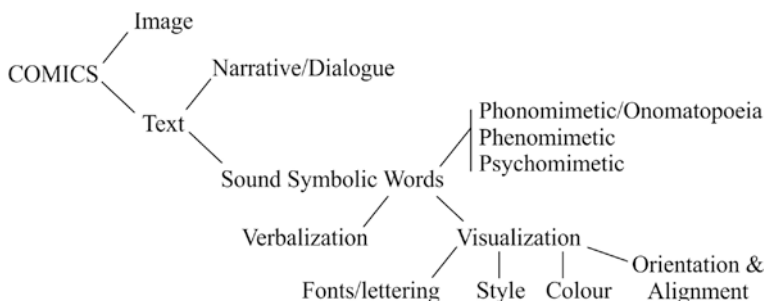 Image
COMICS
Narrative/Dialogue
Text
Phonomimetic/Onomatopoeia
Phenomimetic
Psychomimetic
Sound Symbolic Words
Verbalization
Visualization
Fonts/lettering
Style
Colour
Orientation &
Alignment